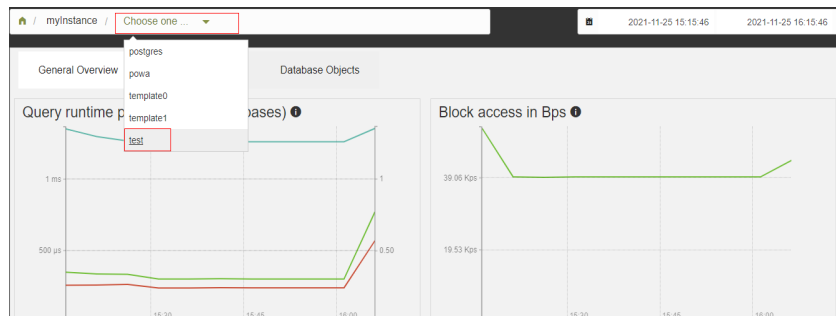 / myInstance / Choose one ...
2021-11-25 15:15:46 2021-11-25 16:15:46
postgres
powa
template0
template1
test
General Overview
Database Objects
Query runtime p
bases)
1 ms
1
500 µs
0.50
15:30 15:45 16:00
Block access in Bps
39.06 Kps
19.53 Kps
15:30 15:45 16:00